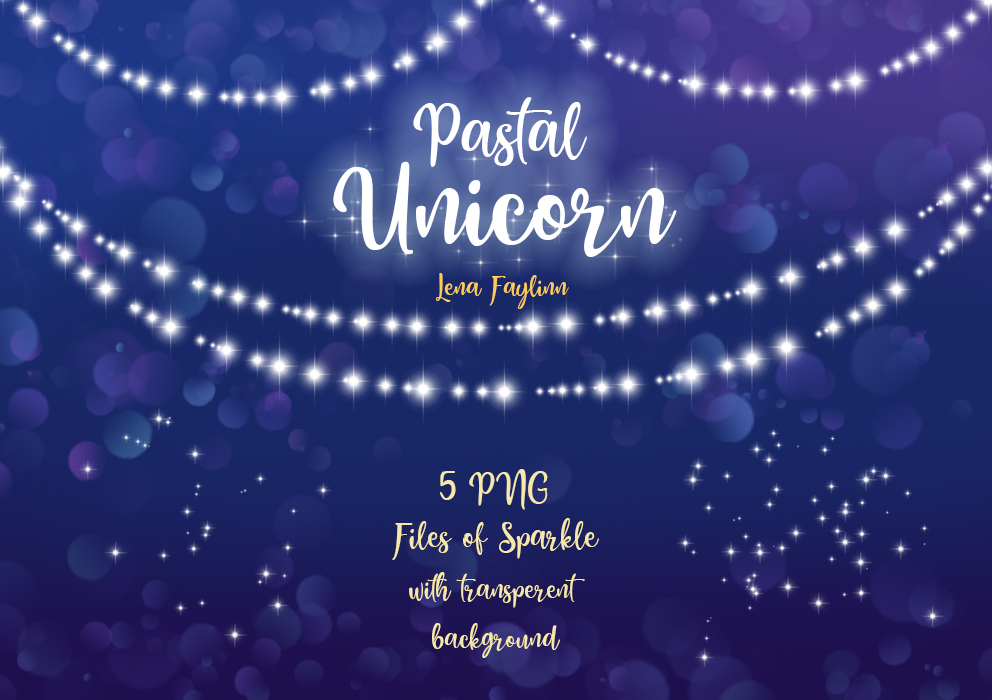 Pastal
Unicorn
Lena Faylinn
5 PNG
Files of Sparkle
with transperent
background